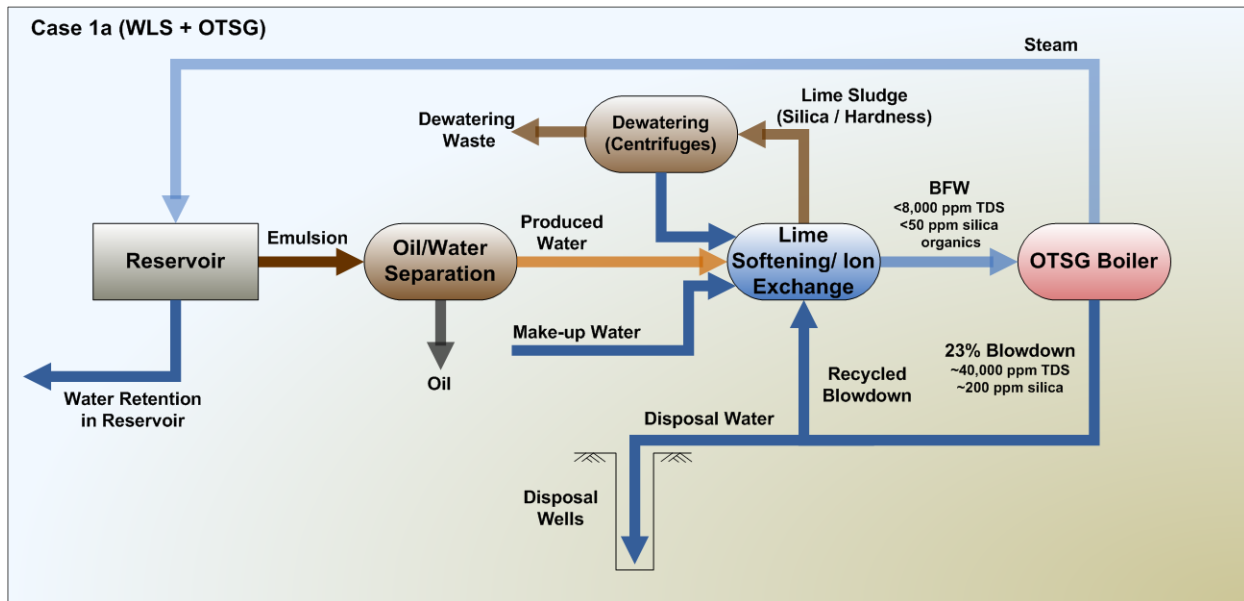 Case 1a (WLS + OTSG)
Steam
Lime Sludge
(Silica / Hardness)
Dewatering
Waste
Dewatering
(Centrifuges)
BFW
<8,000 ppm TDS
<50 ppm silica
organics
Produced
Water
Emulsion
Reservoir
Oil/Water
Separation
Lime
Softening/ Ion
Exchange
OTSG Boiler
Make-up Water
23% Blowdown
~40,000 ppm TDS
~200 ppm silica
Recycled
Blowdown
Oil
Water Retention
in Reservoir
Disposal Water
Disposal
Wells